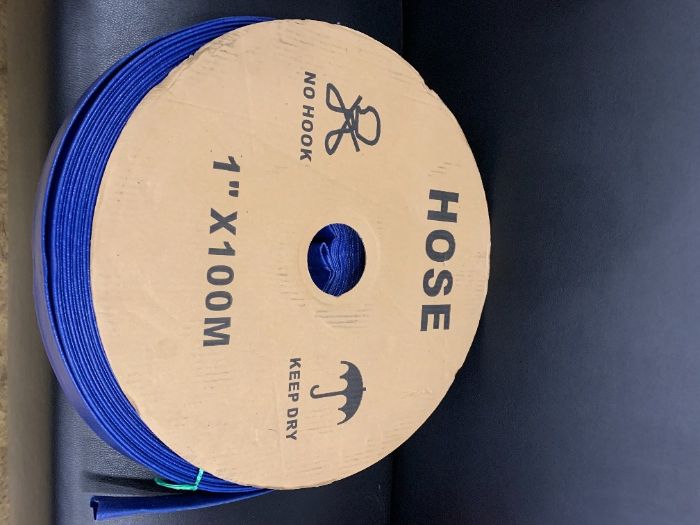 HOSE
NO HOOK
KEEP DRY
1" X100M